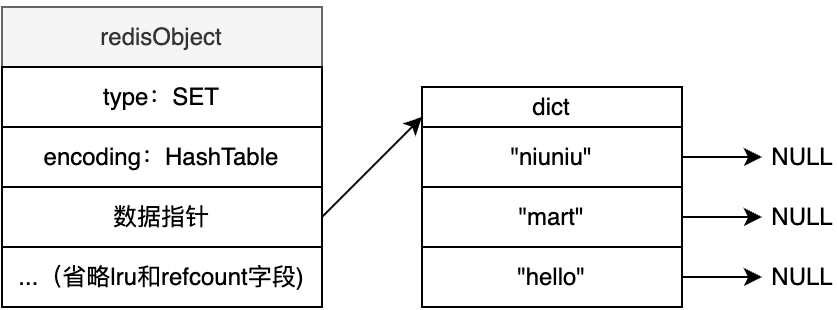 redisObject
type：SET
encoding：HashTable
数据指针
...（省略lru和refcount字段)
dict
"niuniu"
NULL
"mart"
NULL
"hello"
NULL